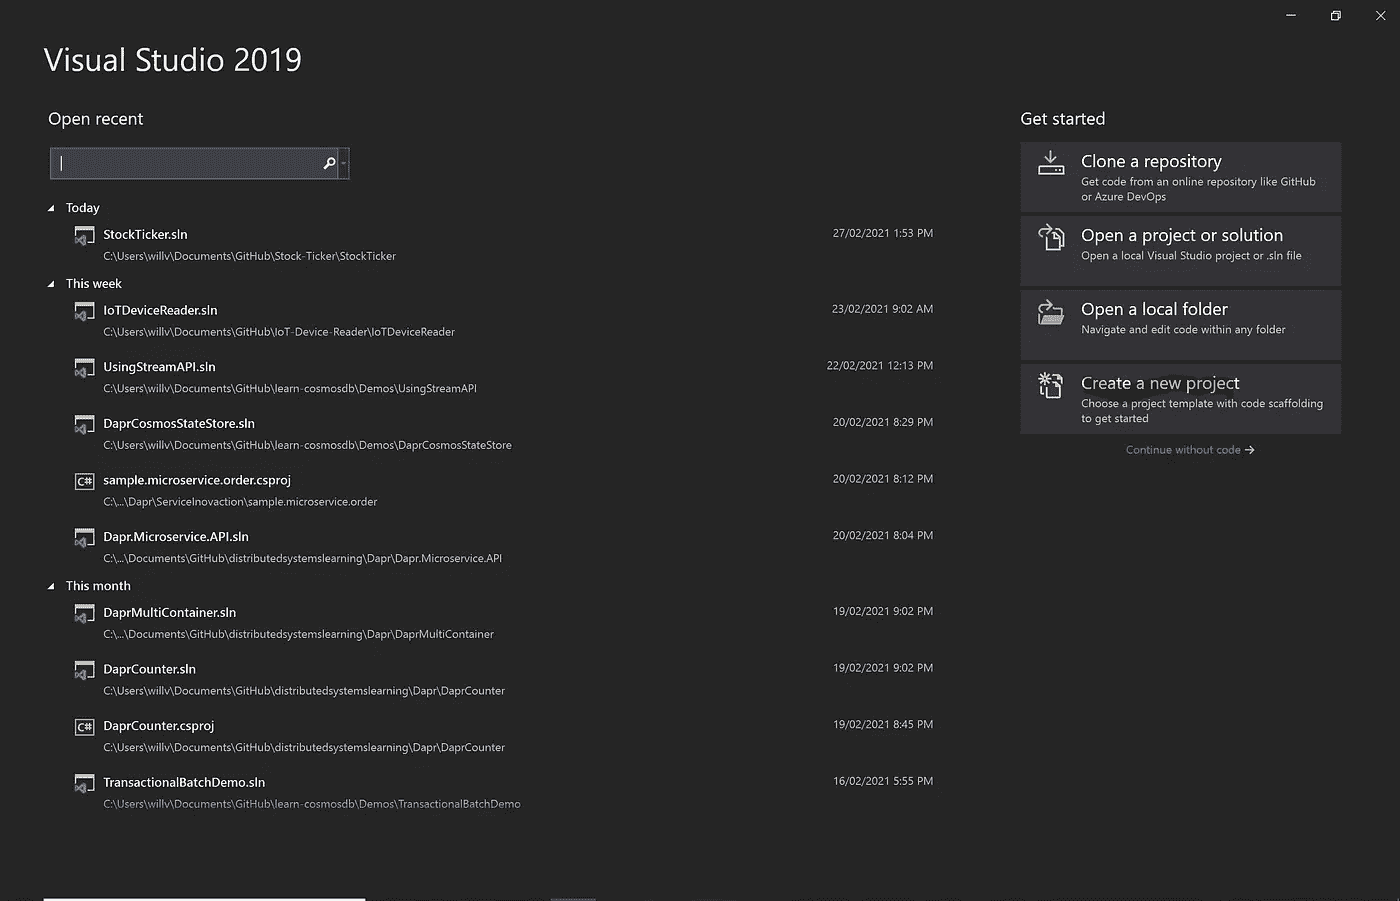 Visual Studio 2019
Open recent
Today
StockTicker.sln
27/02/2021 1:53 PM
C:\Users\willv\Documents\GitHub\Stock-Ticker\StockTicker
This week
IoTDeviceReader.sln
23/02/2021 9:02 AM
C:\Users\willv\Documents\GitHub\IoT-Device-Reader\IoTDeviceReader
UsingStreamAPI.sln
22/02/2021 12:13 PM
C:\Users\willv\Documents\GitHub\learn-cosmosdb\Demos\UsingStreamAPI
DaprCosmosStateStore.sln
20/02/2021 8:29 PM
C:\Users\willv\Documents\GitHub\learn-cosmosdb\Demos\DaprCosmosStateStore
C# sample.microservice.order.csproj
20/02/2021 8:12 PM
C:\...\Dapr\ServiceInovaction\sample.microservice.order
Dapr.Microservice.API.sln
20/02/2021 8:04 PM
C:\...\Documents\GitHub\distributedsystemslearning\Dapr\Dapr.Microservice.API
This month
DaprMultiContainer.sln
19/02/2021 9:02 PM
C:\...\Documents\GitHub\distributedsystemslearning\Dapr\DaprMultiContainer
DaprCounter.sln
19/02/2021 9:02 PM
C:\Users\willv\Documents\GitHub\distributedsystemslearning\Dapr\DaprCounter
C# DaprCounter.csproj
19/02/2021 8:45 PM
C:\Users\willv\Documents\GitHub\distributedsystemslearning\Dapr\DaprCounter
TransactionalBatchDemo.sln
16/02/2021 5:55 PM
C:\Users\willv\Documents\GitHub\learn-cosmosdb\Demos\TransactionalBatchDemo
Get started
Clone a repository
Get code from an online repository like GitHub
or Azure DevOps
Open a project or solution
Open a local Visual Studio project or .sln file
Open a local folder
Navigate and edit code within any folder
Create a new project
Choose a project template with code scaffolding
to get started
Continue without code →